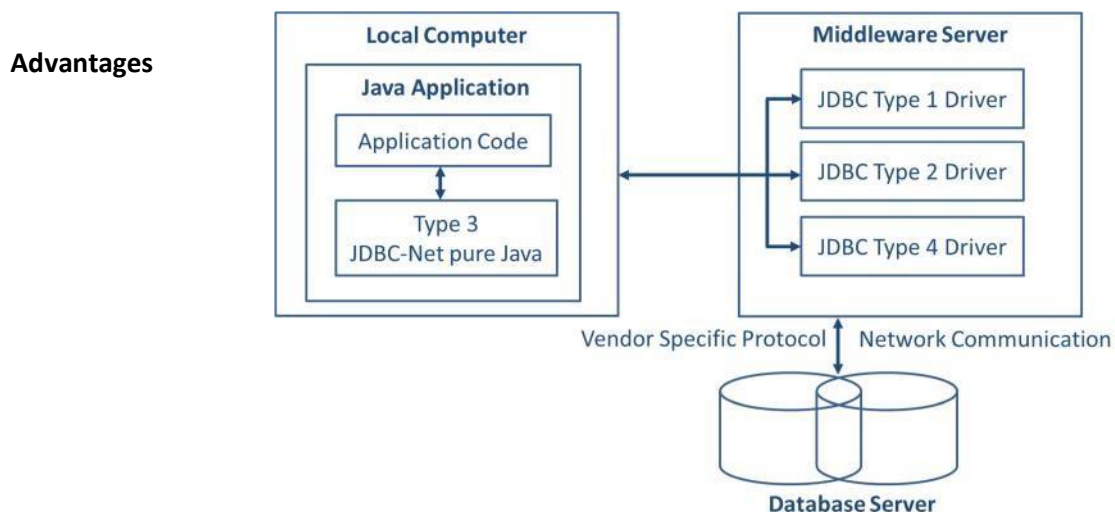 Advantages
Local Computer
Java Application
Application Code
Type 3
JDBC-Net pure Java
Middleware Server
JDBC Type 1 Driver
JDBC Type 2 Driver
JDBC Type 4 Driver
Vendor Specific Protocol
Network Communication
Database Server